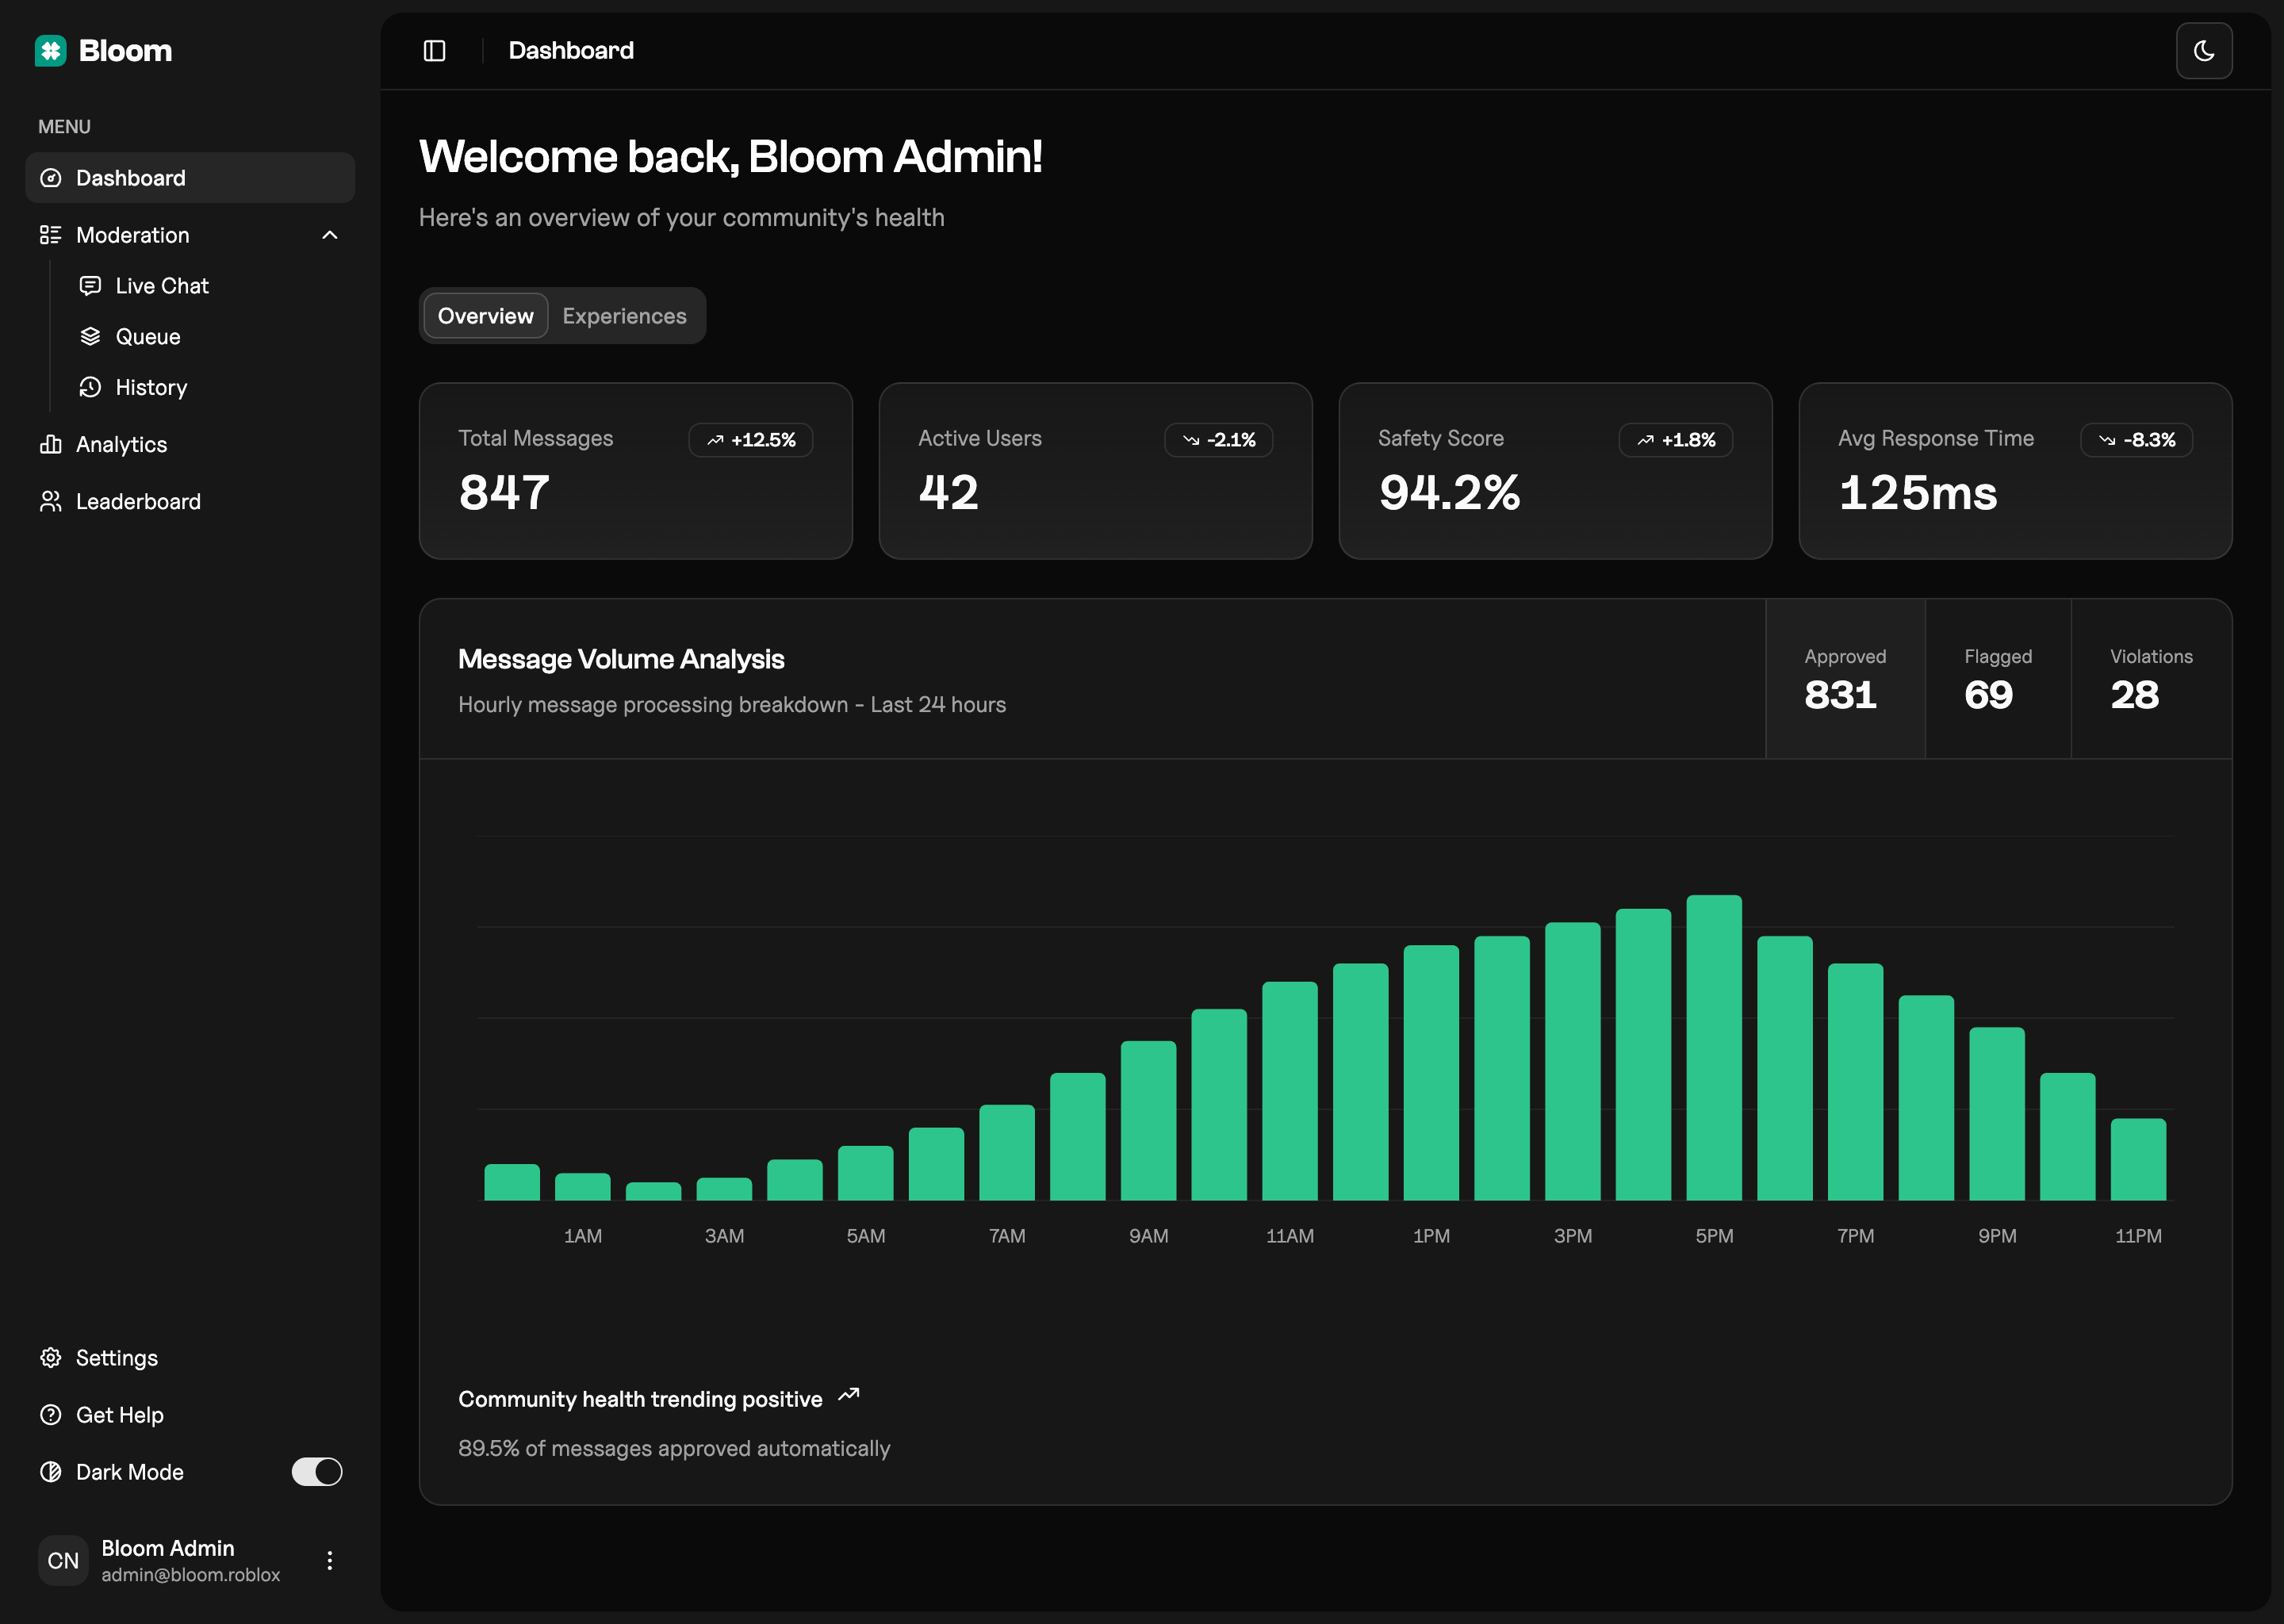 Bloom
MENU
Dashboard
Moderation
Live Chat
Queue
History
Analytics
Leaderboard
Settings
Get Help
Dark Mode
CN
Bloom Admin
admin@bloom.roblox
Dashboard
Welcome back, Bloom Admin!
Here's an overview of your community's health
Overview Experiences
Total Messages +12.5%
847
Active Users -2.1%
42
Safety Score +1.8%
94.2%
Avg Response Time -8.3%
125ms
Message Volume Analysis
Hourly message processing breakdown - Last 24 hours
Approved
831
Flagged
69
Violations
28
1AM 3AM 5AM 7AM 9AM 11AM 1PM 3PM 5PM 7PM 9PM 11PM
Community health trending positive
89.5% of messages approved automatically